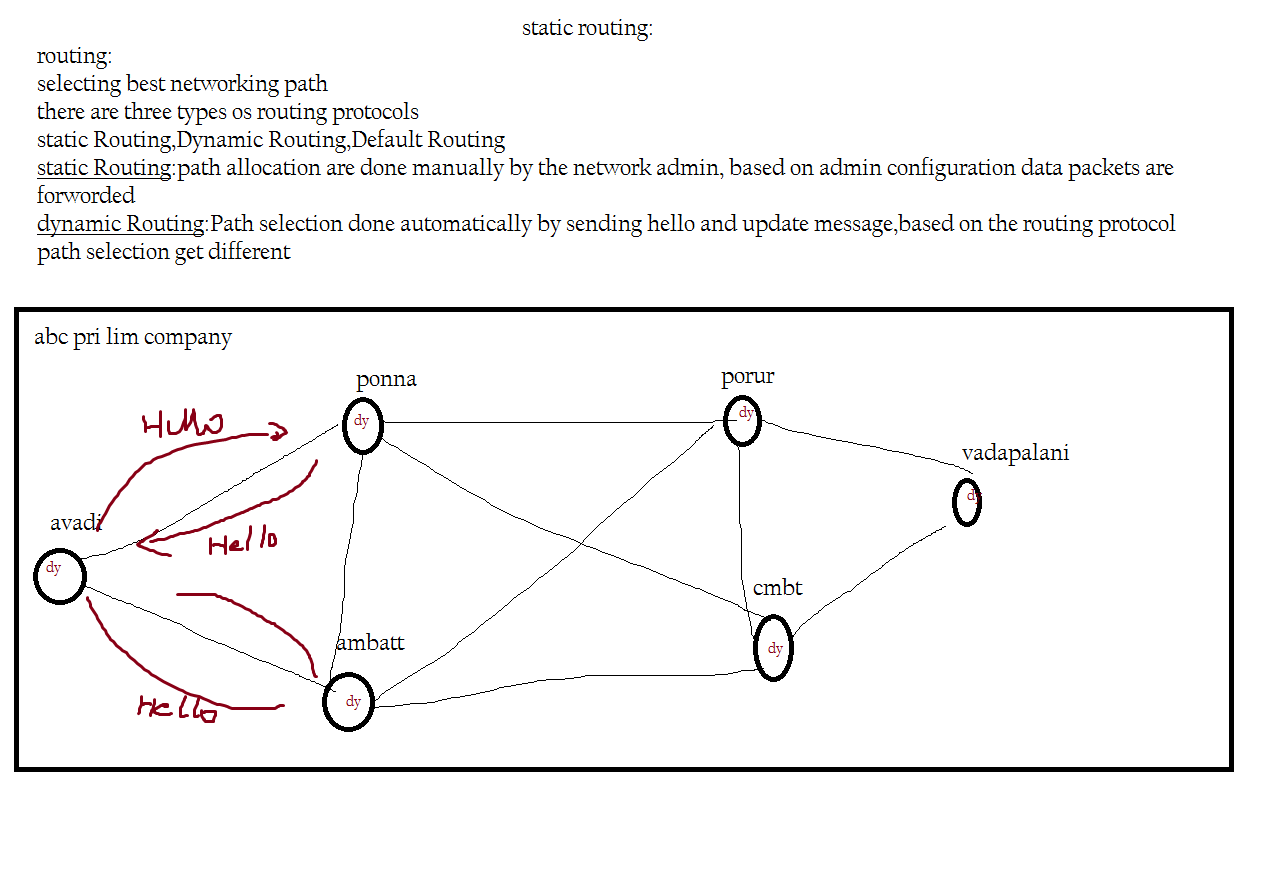 static routing:
routing:
selecting best networking path
there are three types os routing protocols
static Routing,Dynamic Routing,Default Routing
static Routing:path allocation are done manually by the network admin, based on admin configuration data packets are
forworded
dynamic Routing:Path selection done automatically by sending hello and update message,based on the routing protocol
path selection get different
abc pri lim company
ponna
porur
dy
dy
Hello
vadapalani
dy
avadi
Hello
dy
cmbt
ambatt
dy
dy
Hello